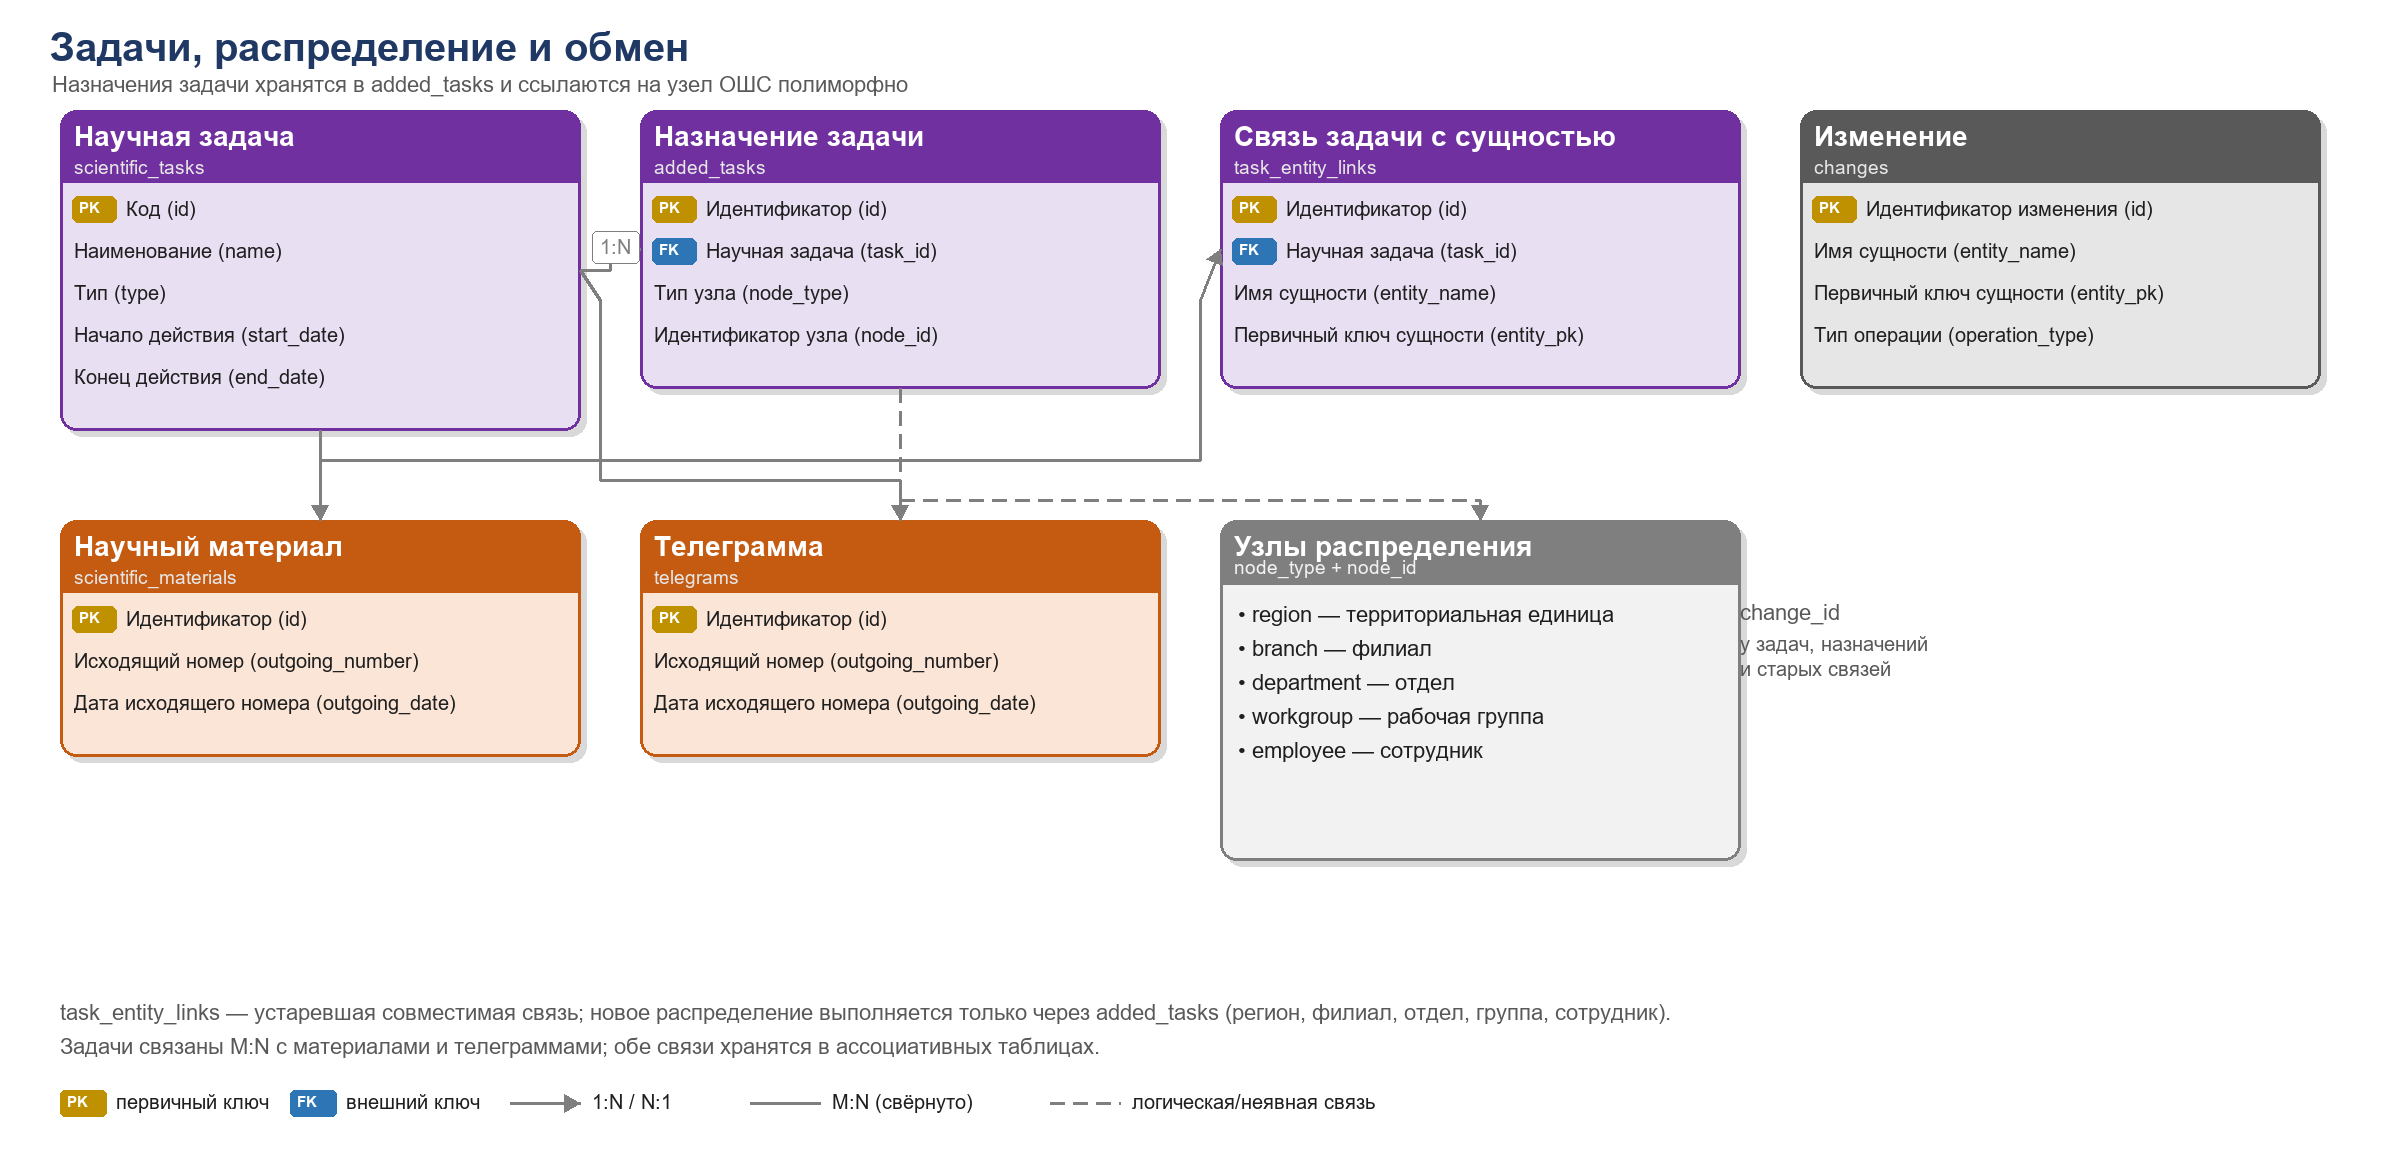 Задачи, распределение и обмен
Назначения задачи хранятся в added_tasks и ссылаются на узел ОШС полиморфно
Научная задача
scientific_tasks
PK Код (id)
Наименование (name)
Тип (type)
Начало действия (start_date)
Конец действия (end_date)
1:N
Назначение задачи
added_tasks
PK Идентификатор (id)
FK Научная задача (task_id)
Тип узла (node_type)
Идентификатор узла (node_id)
Связь задачи с сущностью
task_entity_links
PK Идентификатор (id)
FK Научная задача (task_id)
Имя сущности (entity_name)
Первичный ключ сущности (entity_pk)
Изменение
changes
PK Идентификатор изменения (id)
Имя сущности (entity_name)
Первичный ключ сущности (entity_pk)
Тип операции (operation_type)
Научный материал
scientific_materials
PK Идентификатор (id)
Исходящий номер (outgoing_number)
Дата исходящего номера (outgoing_date)
Телеграмма
telegrams
PK Идентификатор (id)
Исходящий номер (outgoing_number)
Дата исходящего номера (outgoing_date)
Узлы распределения
node_type + node_id
• region — территориальная единица
• branch — филиал
• department — отдел
• workgroup — рабочая группа
• employee — сотрудник
change_id
у задач, назначений
и старых связей
task_entity_links — устаревшая совместимая связь; новое распределение выполняется только через added_tasks (регион, филиал, отдел, группа, сотрудник).
Задачи связаны M:N с материалами и телеграммами; обе связи хранятся в ассоциативных таблицах.
PK первичный ключ FK внешний ключ 1:N / N:1 M:N (свёрнуто) логическая/неявная связь